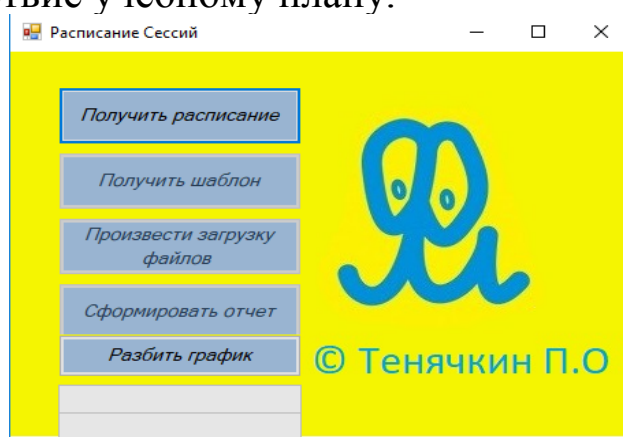 твие учебному плану.
Расписание Сессий
Получить расписание
Получить шаблон
Произвести загрузку
файлов
Сформировать отчет
Разбить график
© Тенячкин П.О